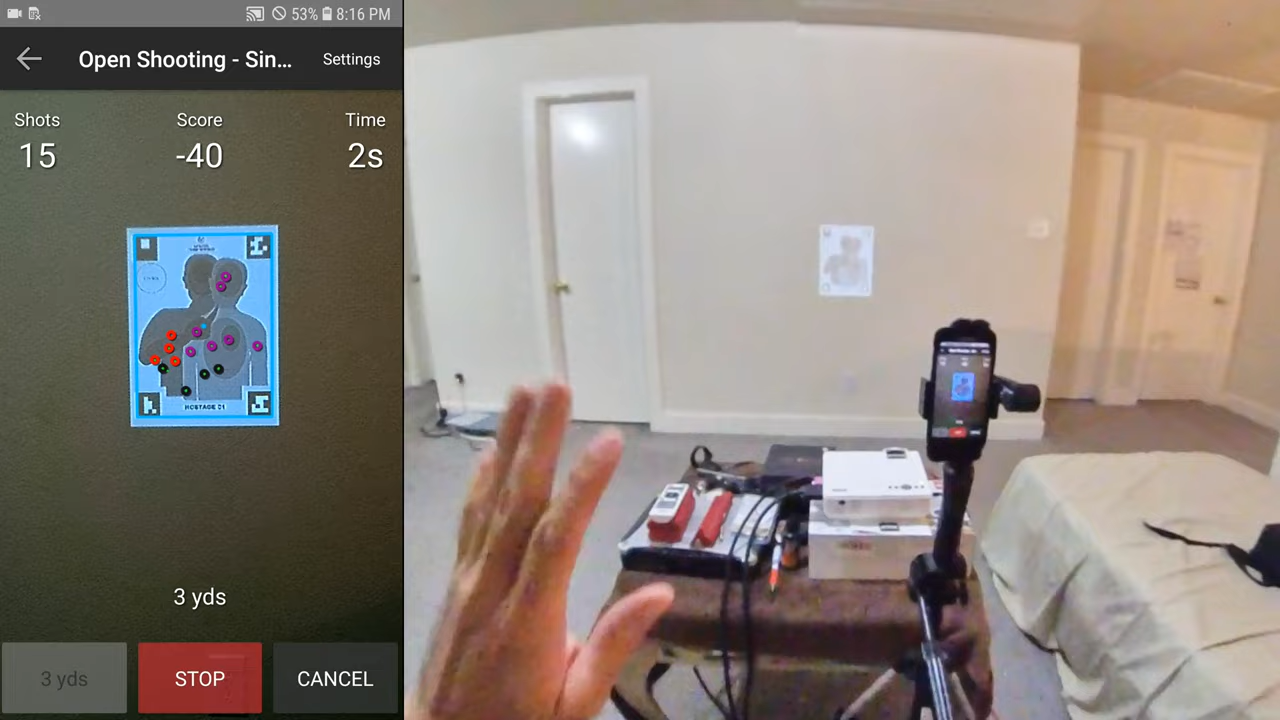 53% 8:16 PM
Open Shooting - Sin... Settings
Shots Score Time
15 -40 2s
HOSTAGE 01
3 yds
3 yds STOP CANCEL